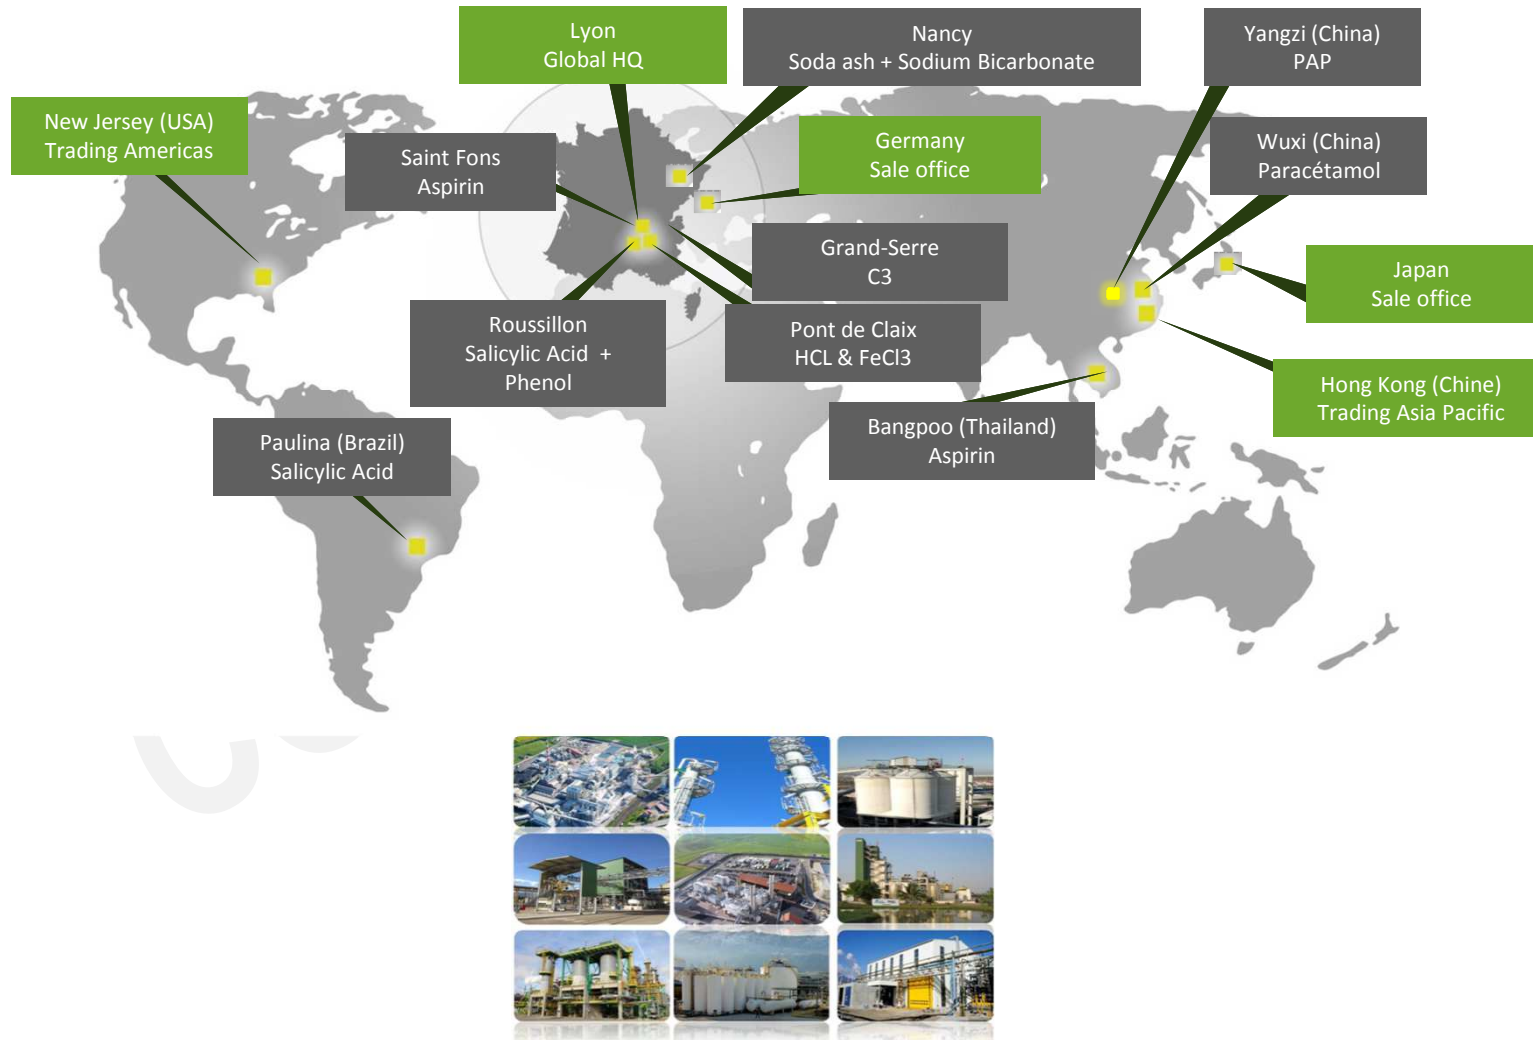 Lyon
Global HQ
Nancy
Soda ash + Sodium Bicarbonate
Yangzi (China)
PAP
New Jersey (USA)
Trading Americas
Saint Fons
Aspirin
Germany
Sale office
Wuxi (China)
Paracétamol
Grand-Serre
C3
Japan
Sale office
Roussillon
Salicylic Acid +
Phenol
Pont de Claix
HCL & FeCl3
Hong Kong (Chine)
Trading Asia Pacific
Bangpoo (Thailand)
Aspirin
Paulina (Brazil)
Salicylic Acid